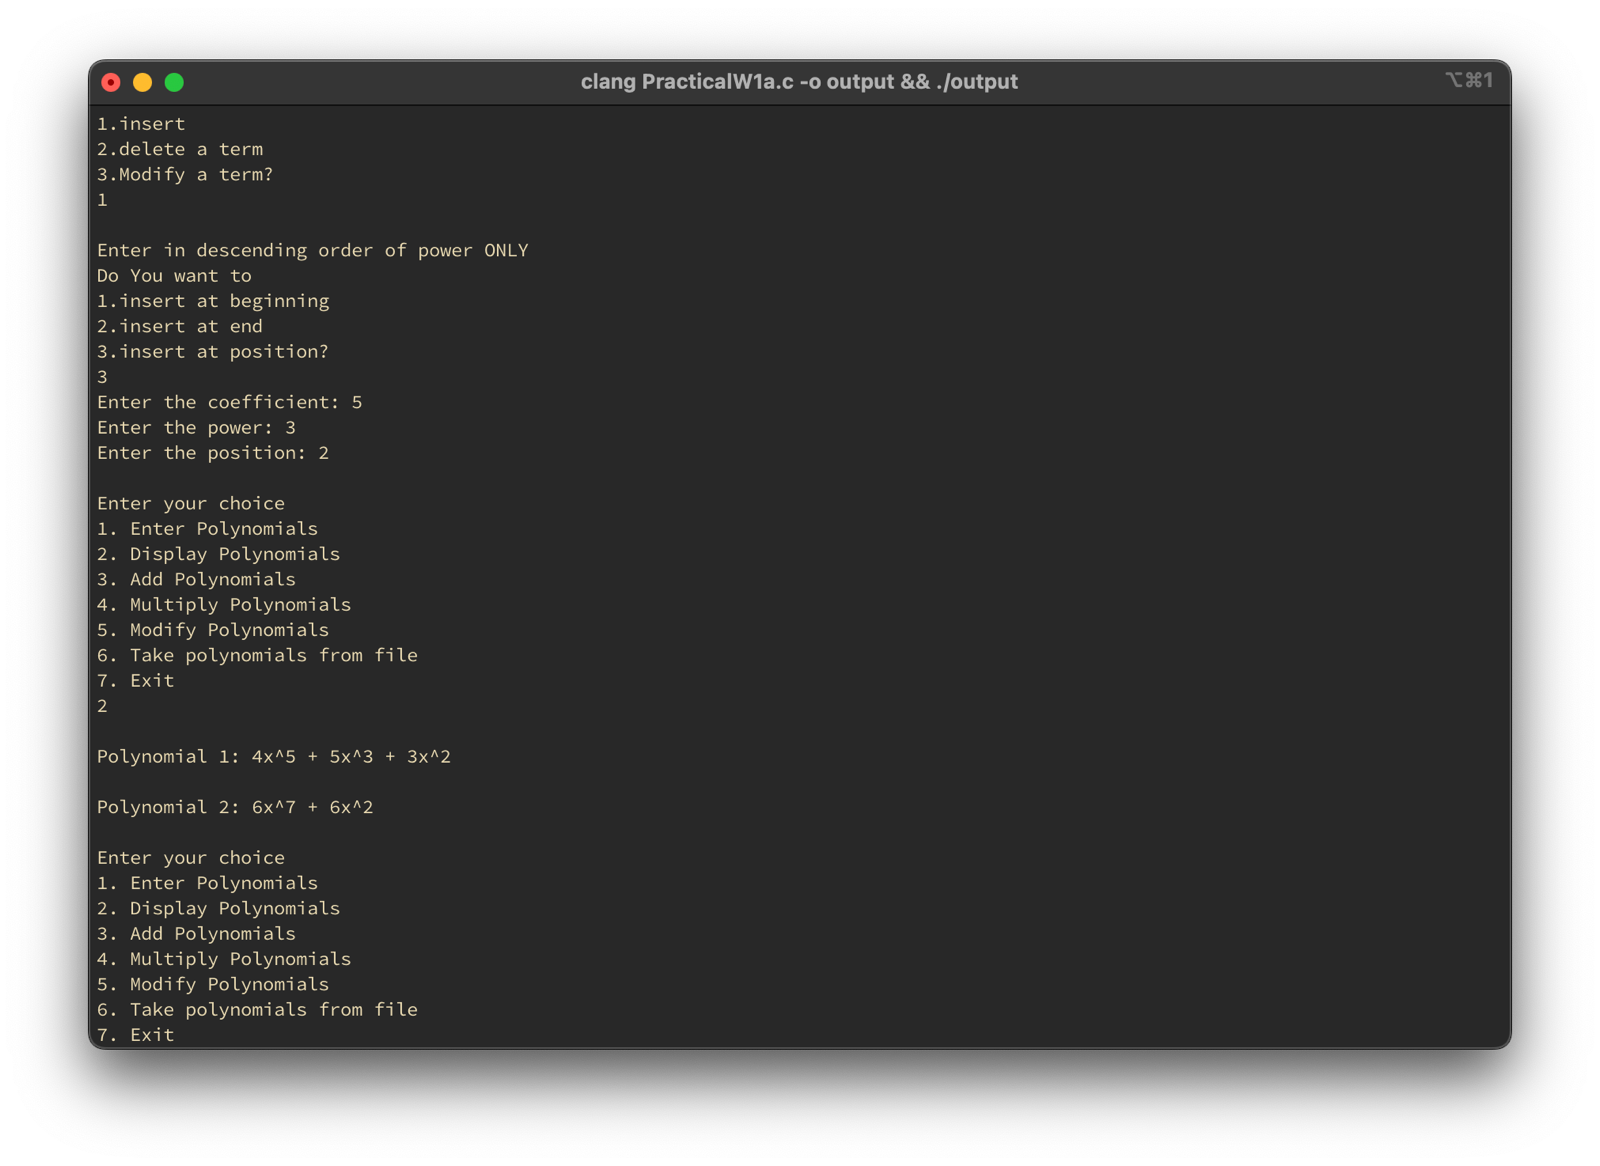 clang PracticalW1a.c -o output && ./output
⌥⌘1
1.insert
2.delete a term
3.Modify a term?
1
Enter in descending order of power ONLY
Do You want to
1.insert at beginning
2.insert at end
3.insert at position?
3
Enter the coefficient: 5
Enter the power: 3
Enter the position: 2
Enter your choice
1. Enter Polynomials
2. Display Polynomials
3. Add Polynomials
4. Multiply Polynomials
5. Modify Polynomials
6. Take polynomials from file
7. Exit
2
Polynomial 1: 4x^5 + 5x^3 + 3x^2
Polynomial 2: 6x^7 + 6x^2
Enter your choice
1. Enter Polynomials
2. Display Polynomials
3. Add Polynomials
4. Multiply Polynomials
5. Modify Polynomials
6. Take polynomials from file
7. Exit